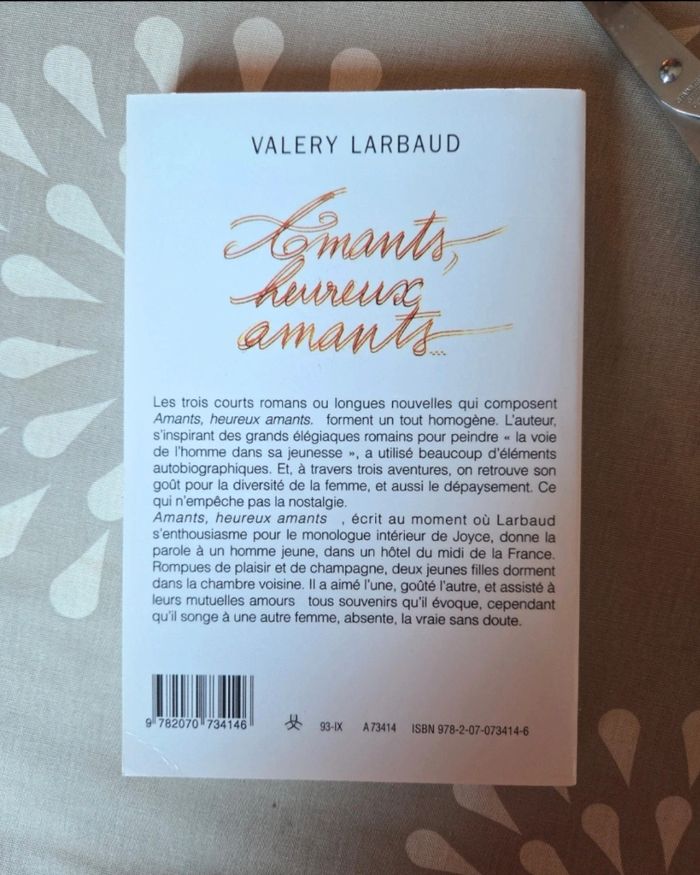 VALERY LARBAUD
Amants,
heureux
amants...
Les trois courts romans ou longues nouvelles qui composent
Amants, heureux amants. forment un tout homogène. L'auteur,
s'inspirant des grands élégiaques romains pour peindre « la voie
de l'homme dans sa jeunesse », a utilisé beaucoup d'éléments
autobiographiques. Et, à travers trois aventures, on retrouve son
goût pour la diversité de la femme, et aussi le dépaysement. Ce
qui n'empêche pas la nostalgie.
Amants, heureux amants , écrit au moment où Larbaud
s'enthousiasme pour le monologue intérieur de Joyce, donne la
parole à un homme jeune, dans un hôtel du midi de la France.
Rompues de plaisir et de champagne, deux jeunes filles dorment
dans la chambre voisine. Il a aimé l'une, goûté l'autre, et assisté à
leurs mutuelles amours tous souvenirs qu'il évoque, cependant
qu'il songe à une autre femme, absente, la vraie sans doute.
9 782070 734146
93-IX A 73414 ISBN 978-2-07-073414-6